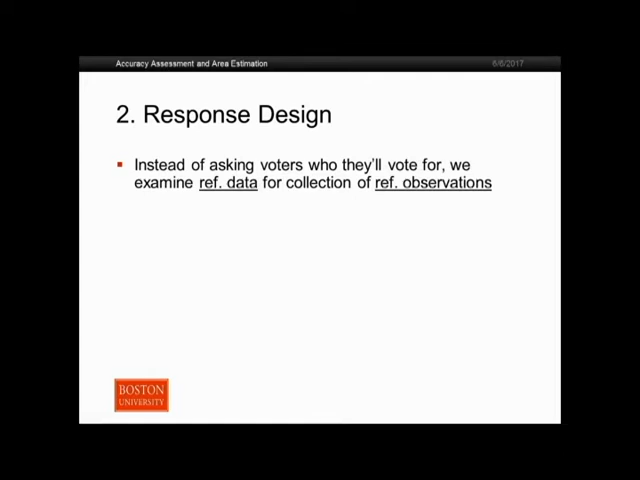 Accuracy Assessment and Area Estimation
6/6/2017
2. Response Design
Instead of asking voters who they'll vote for, we
examine ref. data for collection of ref. observations
BOSTON
UNIVERSITY